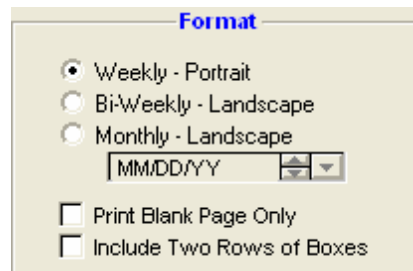 Format
Weekly - Portrait
Bi-Weekly - Landscape
Monthly - Landscape
MM/DD/YY
Print Blank Page Only
Include Two Rows of Boxes